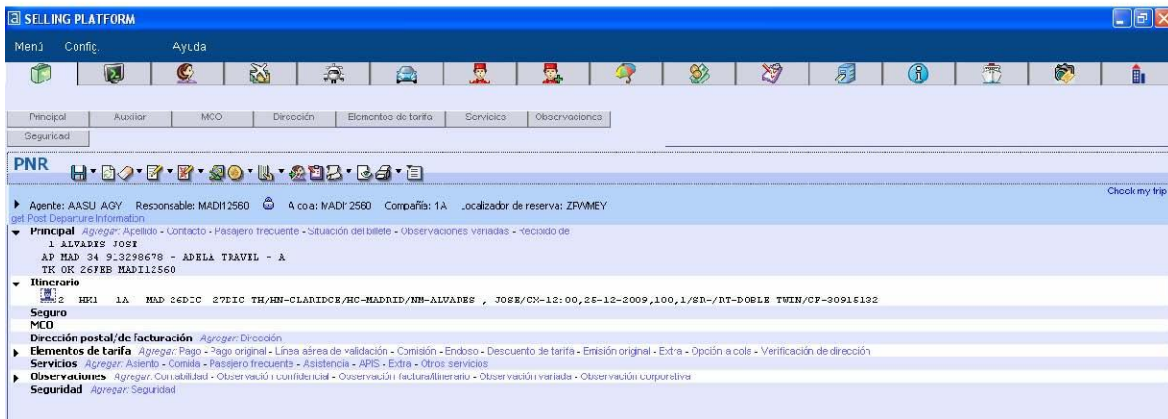 SELLING PLATFORM
Menú Config. Ayuda
Principal Auxiliar MCO Dirección Elementos de tarifa Servicios Observaciones
Seguridad
PNR
Check my trip
Agente: AASU AGY Responsable: MADI12560 A cola: MADI12560 Compañía: 1A Localizador de reserva:
get Post Departure Information
Principal Agregar: Apellido - Contacto - Pasajero frecuente - Situación del billete - Observaciones variadas - Recibido de
1 ALVARES JOSE
AP MAD 34 913298678 - ADELA TRAVEL - A
TK OK 26FEB MADI12560
Itinerario
2 HK1 1A MAD 26DIC 27DIC TH/HN-CLARIDCE/HC-MADRID/NM-ALVARES , JOSE/CX-12:00,25-12-2009,100,1/SR-/RT-DOBLE TWIN/CF-30915132
Seguro
MCO
Dirección postal/de facturación Agregar: Dirección
Elementos de tarifa Agregar: Pago - Pago original - Línea aérea de validación - Comisión - Endoso - Descuento de tarifa - Emisión original - Extra - Opción a cola - Verificación de dirección
Servicios Agregar: Asiento - Comida - Pasajero frecuente - Asistencia - APIS - Extra - Otros servicios
Observaciones Agregar: Contabilidad - Observación confidencial - Observación factura/itinerario - Observación variada - Observación corporativa
Seguridad Agregar: Seguridad